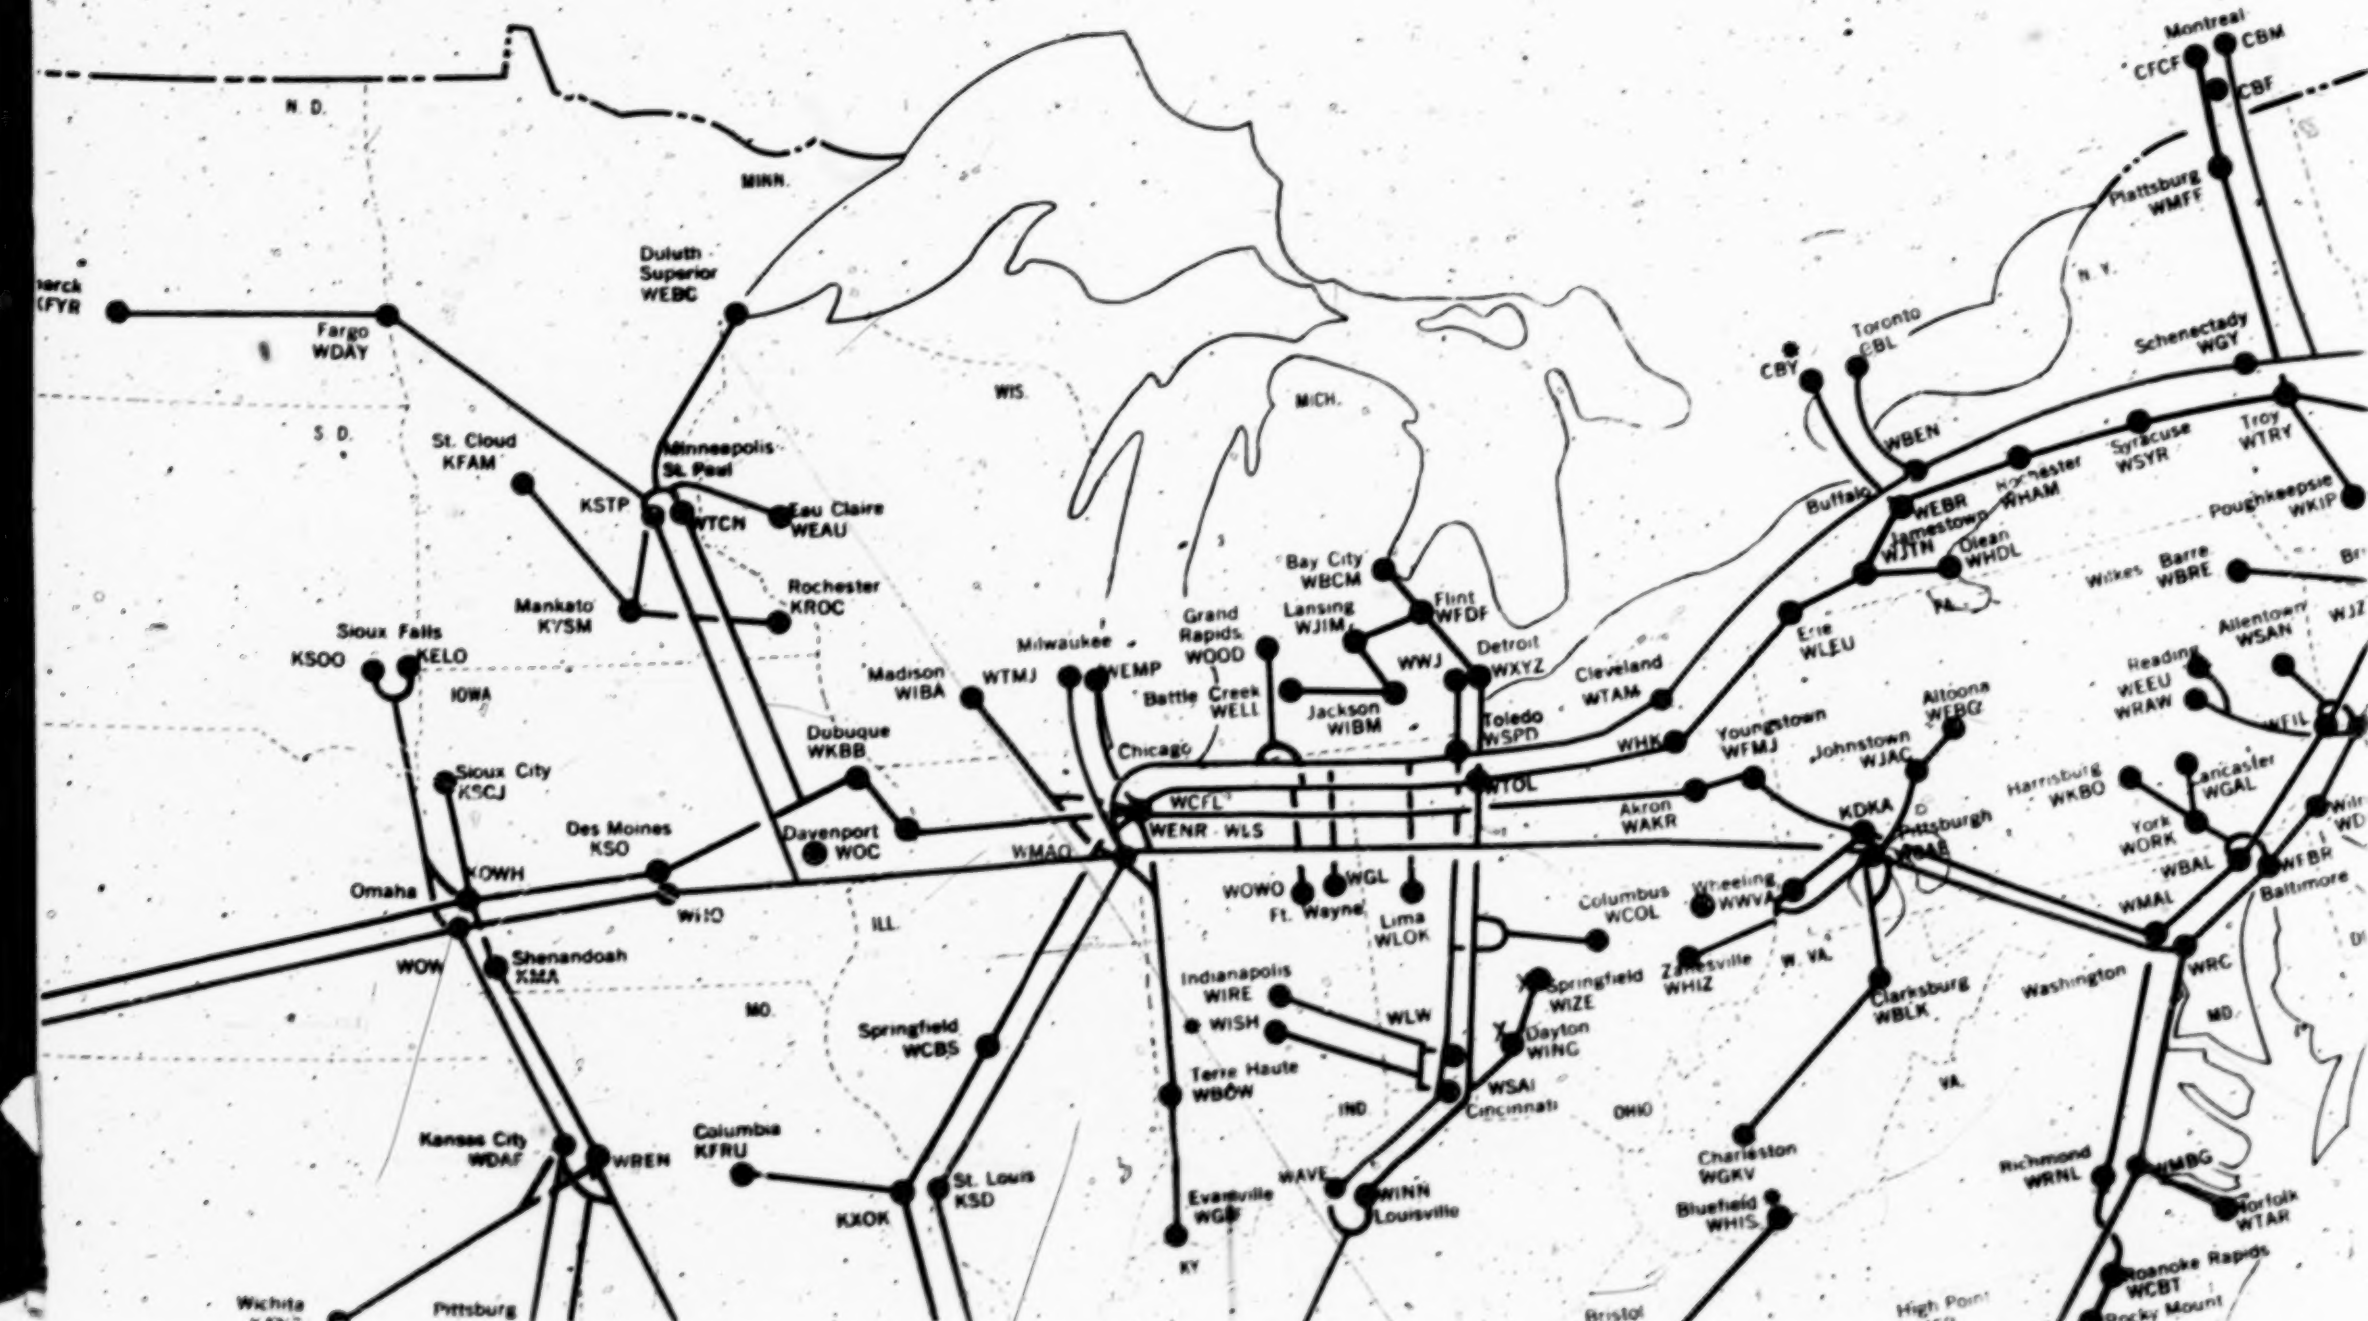 Montreal
CBM
CFCF
CBF
N. D.
MINN.
Plattsburg
WMFF
N. Y.
Duluth
Superior
WEBC
KFYR
Fargo
WDAY
Toronto
CBL
CBY
Schenectady
WGY
WIS.
MICH.
S. D.
St. Cloud
KFAM
Minneapolis
St. Paul
KSTP
WTCN
Eau Claire
WEAU
WBEN
Buffalo
WEBR
Rochester
WHAM
Syracuse
WSYR
Troy
WTRY
Poughkeepsie
WKIP
Jamestown
WJTN
Olean
WHDL
Wilkes Barre
WBRE
Bay City
WBCM
Flint
WFDF
Lansing
WJIM
Grand
Rapids
WOOD
Mankato
KYSM
Rochester
KROC
Sioux Falls
KSOO
KELO
IOWA
PA.
Erie
WLEU
Allentown
WSAN
WJZ
Milwaukee
WTMJ
WEMP
Madison
WIBA
Battle Creek
WELL
Jackson
WIBM
Detroit
WWJ
WXYZ
Cleveland
WTAM
WHK
Toledo
WSPD
WTOL
Reading
WEEU
WRAW
WFIL
Altoona
WFBG
Johnstown
WJAC
Youngstown
WFMJ
Dubuque
WKBB
Chicago
WCFL
WENR - WLS
WMAQ
Sioux City
KSCJ
Des Moines
KSO
WHO
Davenport
WOC
Akron
WAKR
KDKA
Pittsburgh
Harrisburg
WKBO
Lancaster
WGAL
York
WORK
WBAL
WFBR
Baltimore
Omaha
KOWH
WOW
Shenandoah
KMA
ILL.
WOWO
WGL
Ft. Wayne
Lima
WLOK
Columbus
WCOL
Wheeling
WWVA
Zanesville
WHIZ
W. VA.
WMAL
WRC
Washington
MD.
Clarksburg
WBLK
MO.
Springfield
WCBS
Indianapolis
WIRE
WISH
WLW
Springfield
WIZE
Dayton
WING
WSAI
Cincinnati
Terre Haute
WBOW
IND.
OHIO
VA.
Kansas City
WDAF
WREN
Columbia
KFRU
KXOK
St. Louis
KSD
Evansville
WGBF
WAVE
WINN
Louisville
Charleston
WGKV
Bluefield
WHIS
Richmond
WRNL
WMBG
Norfolk
WTAR
KY
Roanoke Rapids
WCBT
Rocky Mount
Wichita
Pittsburg
Bristol
High Point